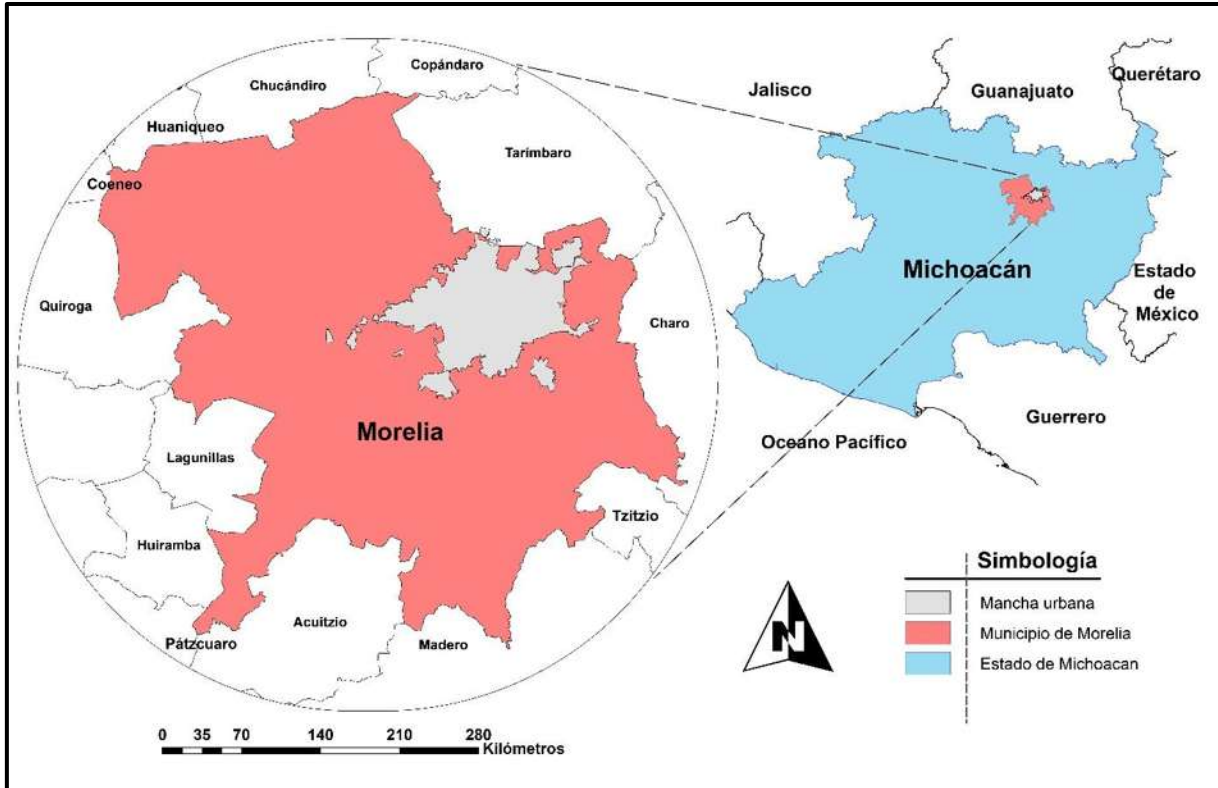 Copándaro
Chucándiro
Huaniqueo
Tarímbaro
Coeneo
Quiroga
Charo
Morelia
Lagunillas
Tzitzio
Huiramba
Acuitzio
Pátzcuaro
Madero
0 35 70 140 210 280
Kilómetros
Jalisco
Guanajuato
Querétaro
Michoacán
Estado
de
México
Guerrero
Oceano Pacífico
N
Simbología
Mancha urbana
Municipio de Morelia
Estado de Michoacan